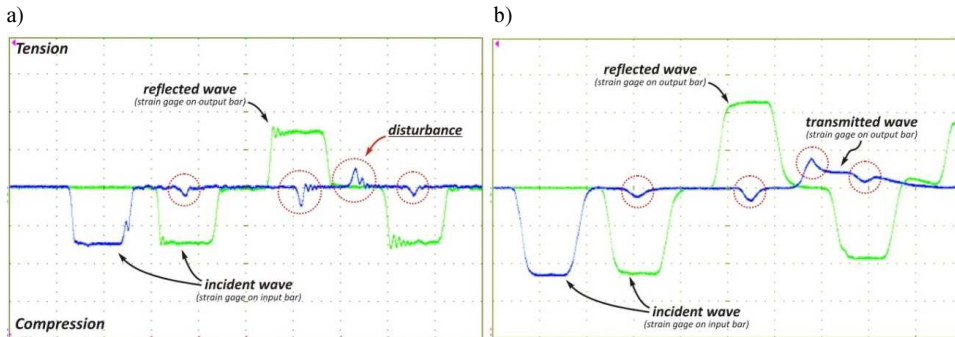 a)
Tension
reflected wave
(strain gage on output bar)
disturbance
incident wave
(strain gage on input bar)
Compression
b)
reflected wave
(strain gage on output bar)
transmitted wave
(strain gage on output bar)
incident wave
(strain gage on input bar)